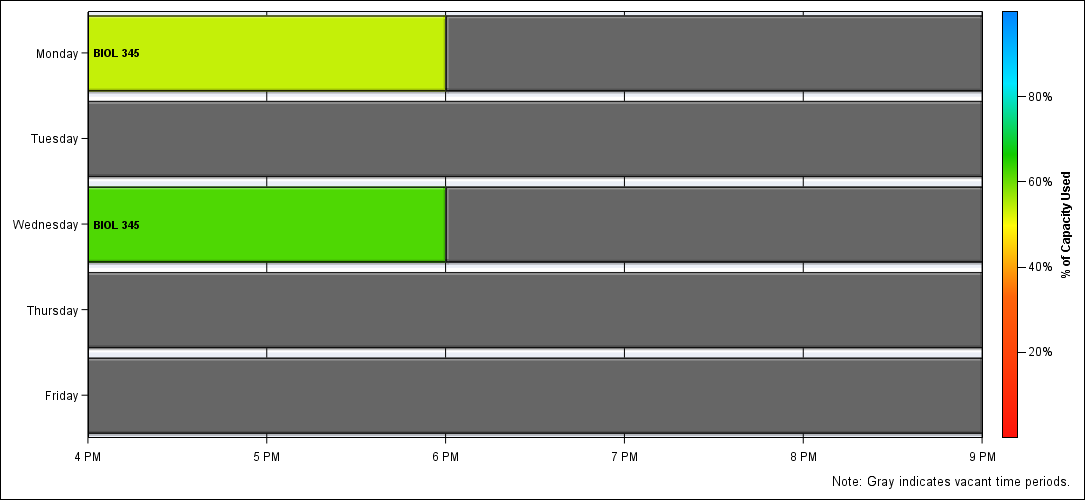 Monday
BIOL 345
Tuesday
Wednesday
BIOL 345
Thursday
Friday
4 PM 5 PM 6 PM 7 PM 8 PM 9 PM
80%
60%
40%
20%
% of Capacity Used
Note: Gray indicates vacant time periods.